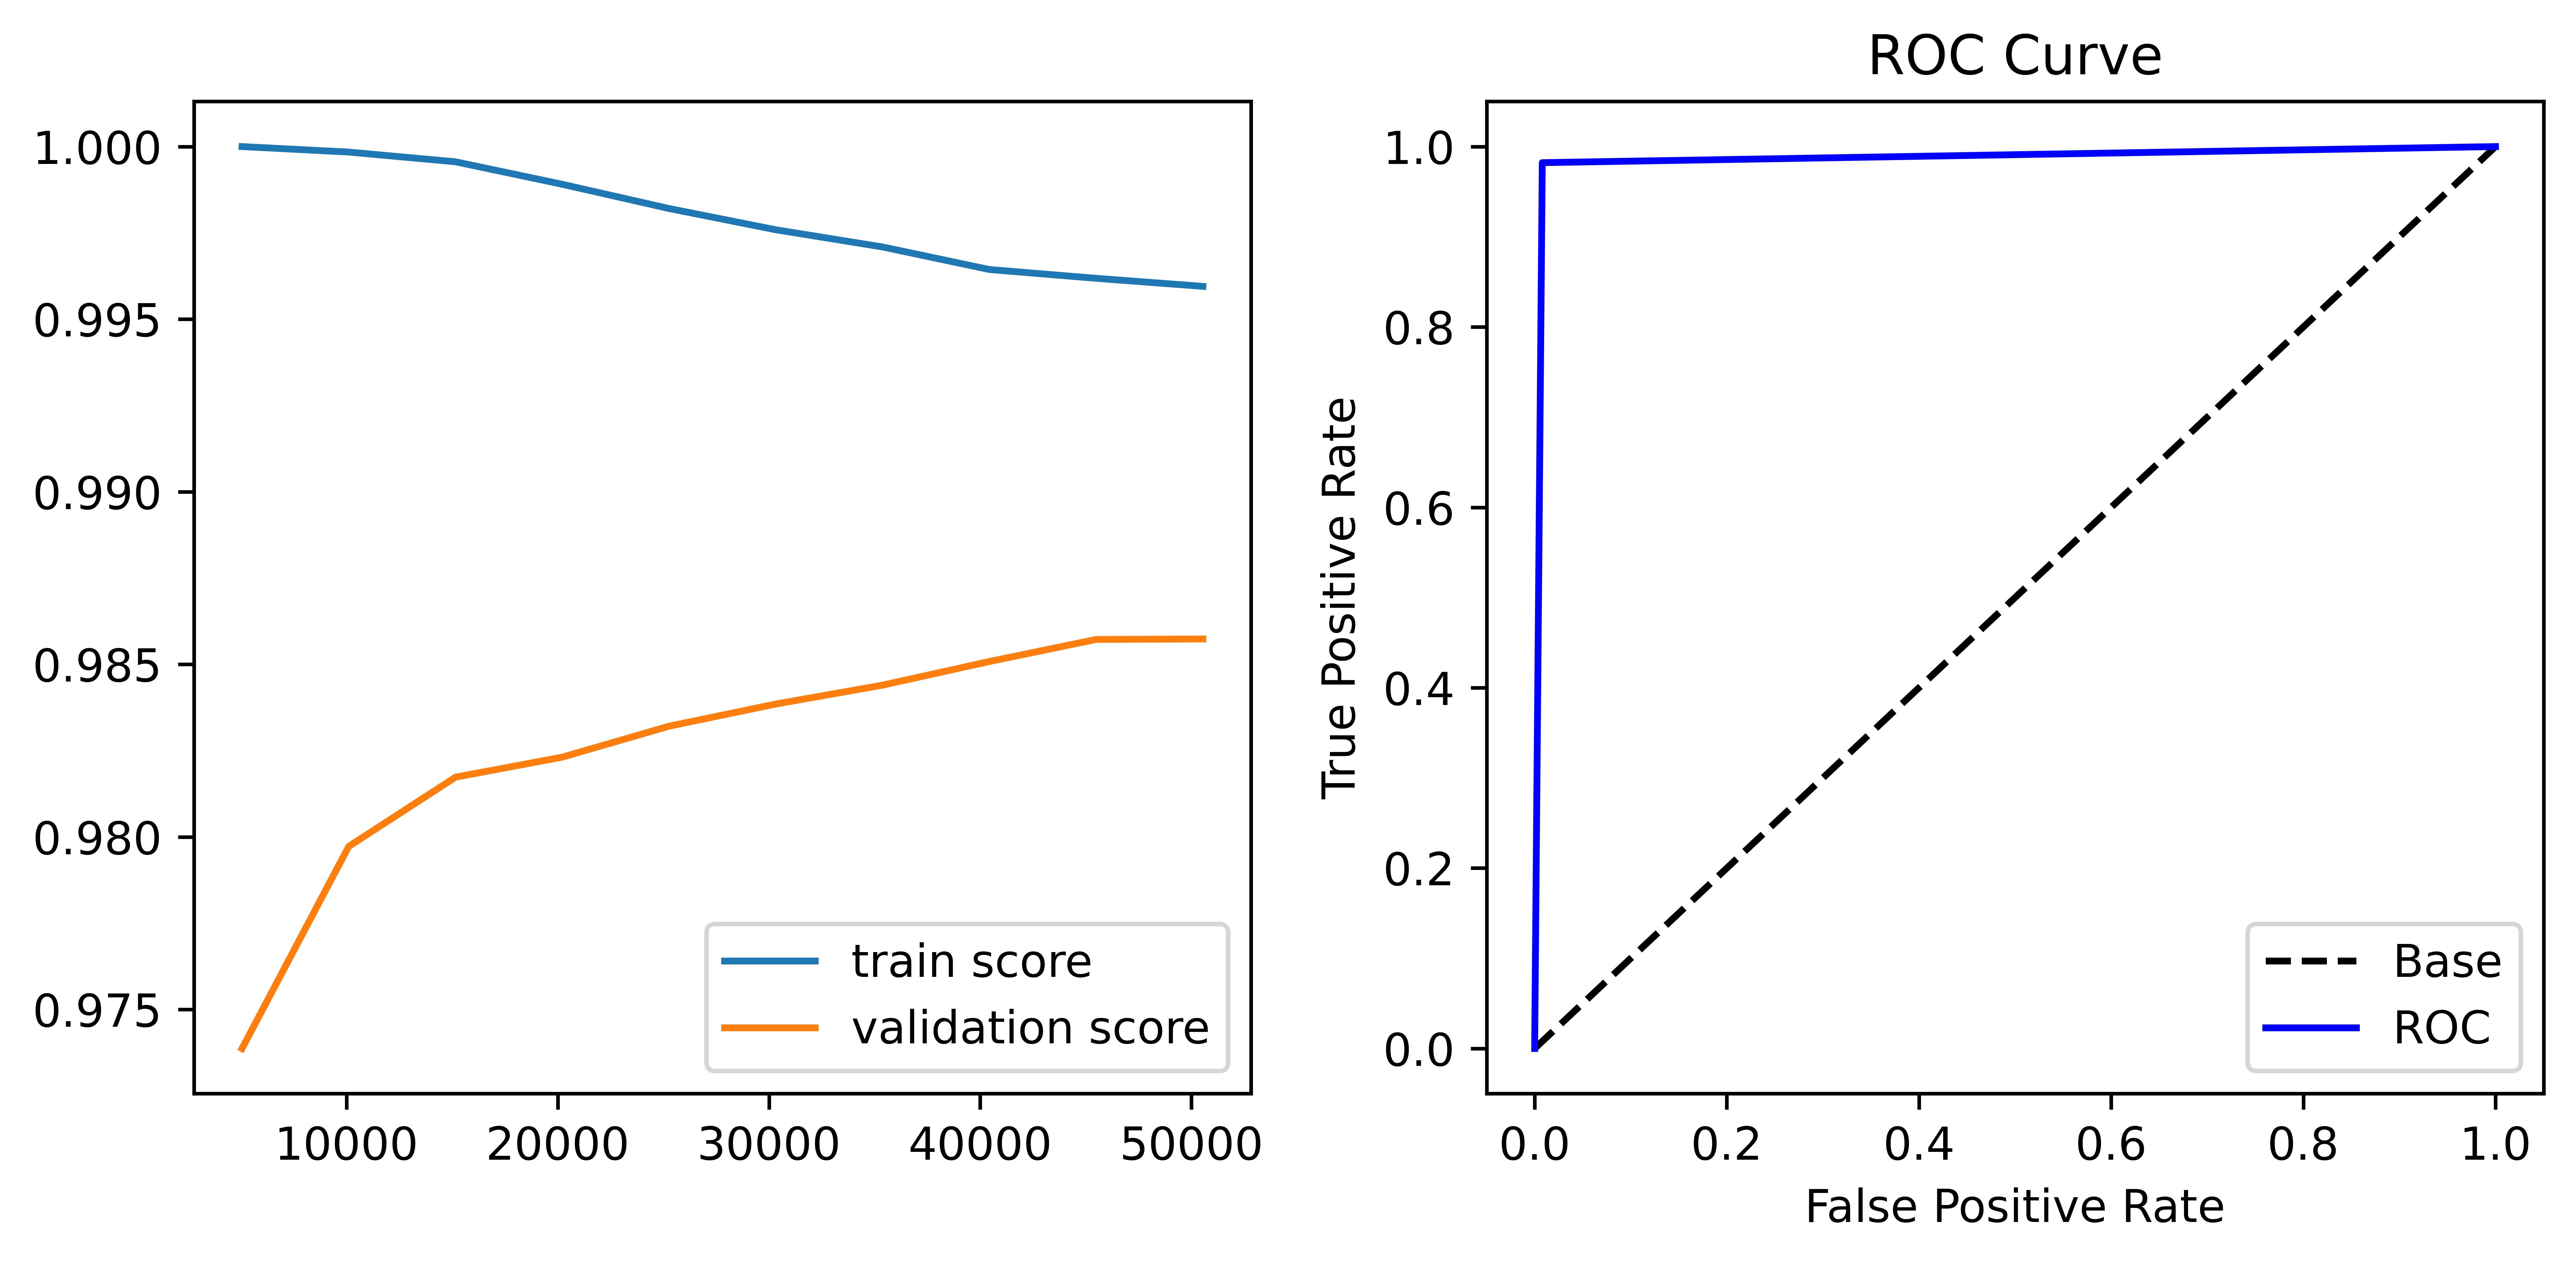 1.000
0.995
0.990
0.985
0.980
0.975
10000 20000 30000 40000 50000
train score
validation score
ROC Curve
True Positive Rate
1.0
0.8
0.6
0.4
0.2
0.0
0.0 0.2 0.4 0.6 0.8 1.0
False Positive Rate
Base
ROC